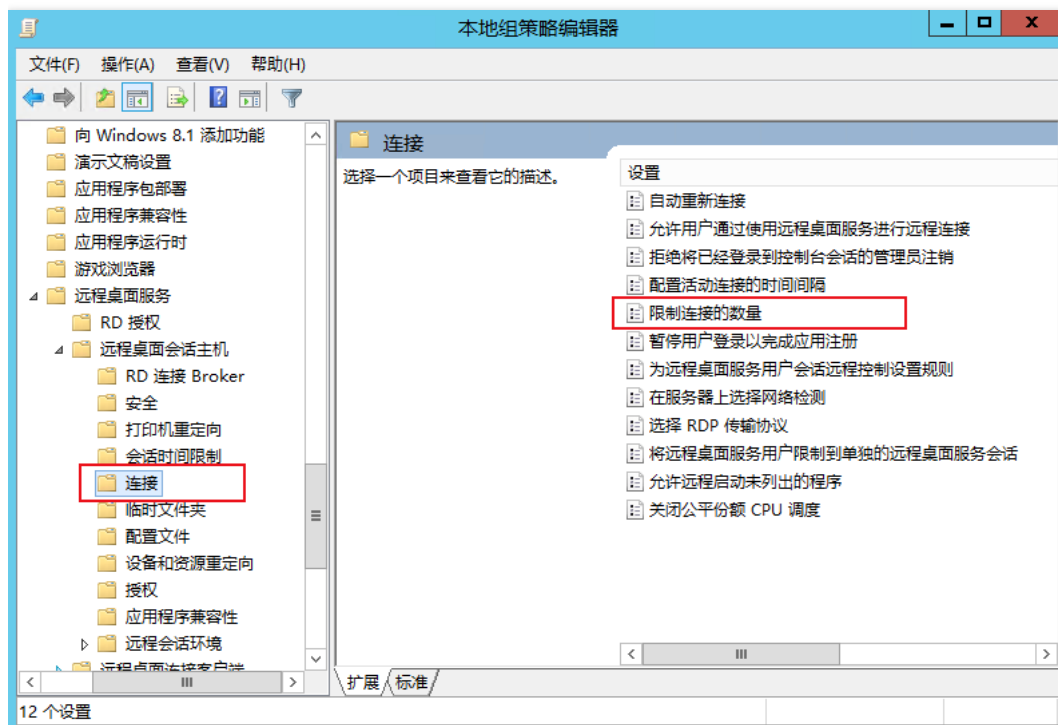 本地组策略编辑器
文件(F) 操作(A) 查看(V) 帮助(H)
向 Windows 8.1 添加功能
演示文稿设置
应用程序包部署
应用程序兼容性
应用程序运行时
游戏浏览器
远程桌面服务
RD 授权
远程桌面会话主机
RD 连接 Broker
安全
打印机重定向
会话时间限制
连接
临时文件夹
配置文件
设备和资源重定向
授权
应用程序兼容性
远程会话环境
远程桌面连接客户端
连接
选择一个项目来查看它的描述。
设置
自动重新连接
允许用户通过使用远程桌面服务进行远程连接
拒绝将已经登录到控制台会话的管理员注销
配置活动连接的时间间隔
限制连接的数量
暂停用户登录以完成应用注册
为远程桌面服务用户会话远程控制设置规则
在服务器上选择网络检测
选择 RDP 传输协议
将远程桌面服务用户限制到单独的远程桌面服务会话
允许远程启动未列出的程序
关闭公平份额 CPU 调度
扩展 标准
12 个设置